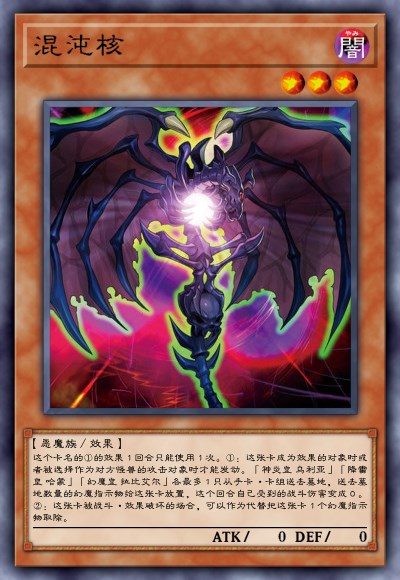 混沌核
やみ
闇
【恶魔族/效果】
这个卡名的①的效果1回合只能使用1次。①：这张卡成为效果的对象时或
者被选择作为对方怪兽的攻击对象时才能发动。「神炎皇 乌利亚」「降雷
皇 哈蒙」「幻魔皇 拉比艾尔」各最多1只从手卡·卡组送去墓地，送去墓
地数量的幻魔指示物给这张卡放置，这个回合自己受到的战斗伤害变成0。
②：这张卡被战斗·效果破坏的场合，可以作为代替把这张卡1个幻魔指示
物取除。
ATK/ 0 DEF/ 0